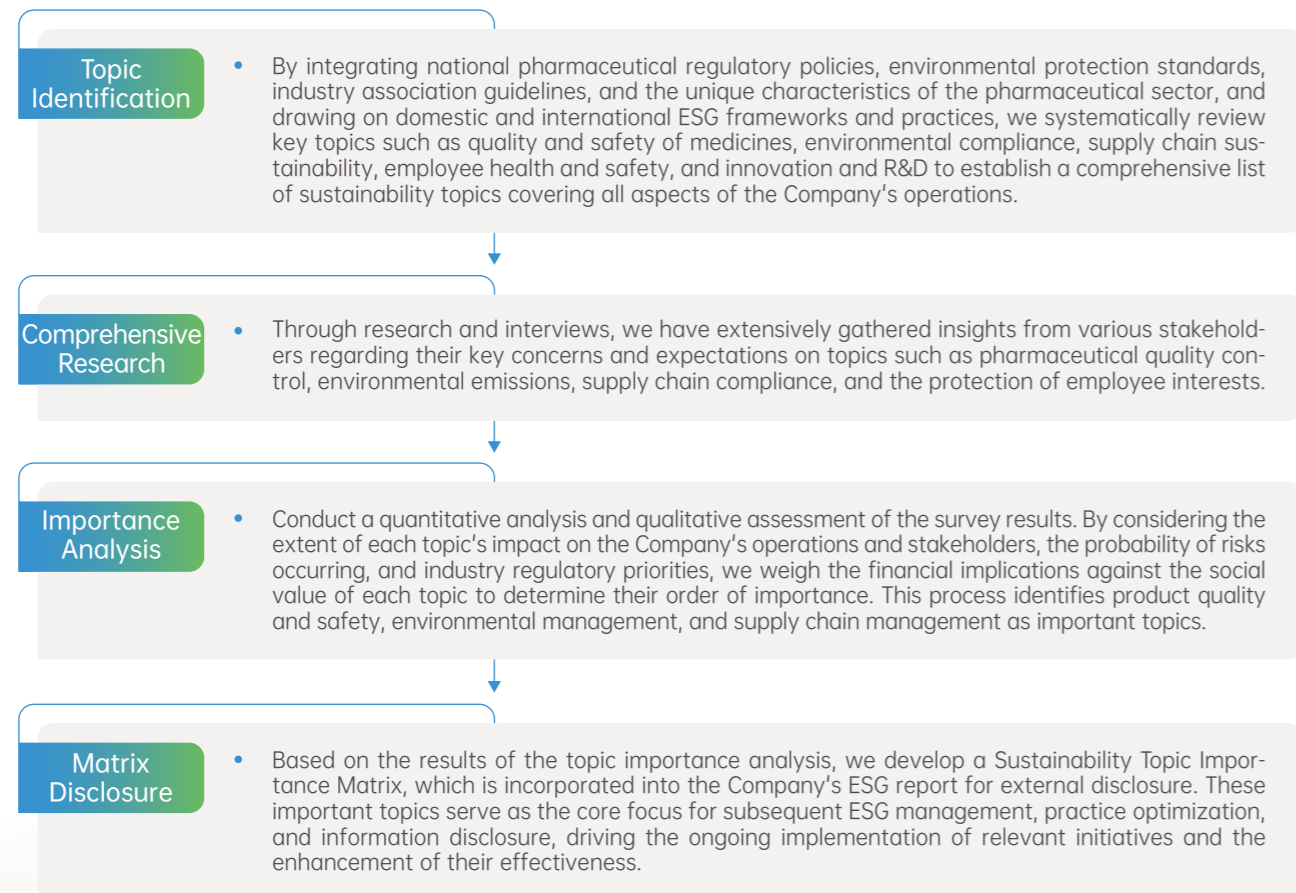 Topic
Identification
• By integrating national pharmaceutical regulatory policies, environmental protection standards,
industry association guidelines, and the unique characteristics of the pharmaceutical sector, and
drawing on domestic and international ESG frameworks and practices, we systematically review
key topics such as quality and safety of medicines, environmental compliance, supply chain sus-
tainability, employee health and safety, and innovation and R&D to establish a comprehensive list
of sustainability topics covering all aspects of the Company's operations.
Comprehensive
Research
• Through research and interviews, we have extensively gathered insights from various stakehold-
ers regarding their key concerns and expectations on topics such as pharmaceutical quality con-
trol, environmental emissions, supply chain compliance, and the protection of employee interests.
Importance
Analysis
• Conduct a quantitative analysis and qualitative assessment of the survey results. By considering the
extent of each topic's impact on the Company's operations and stakeholders, the probability of risks
occurring, and industry regulatory priorities, we weigh the financial implications against the social
value of each topic to determine their order of importance. This process identifies product quality
and safety, environmental management, and supply chain management as important topics.
Matrix
Disclosure
• Based on the results of the topic importance analysis, we develop a Sustainability Topic Impor-
tance Matrix, which is incorporated into the Company's ESG report for external disclosure. These
important topics serve as the core focus for subsequent ESG management, practice optimization,
and information disclosure, driving the ongoing implementation of relevant initiatives and the
enhancement of their effectiveness.